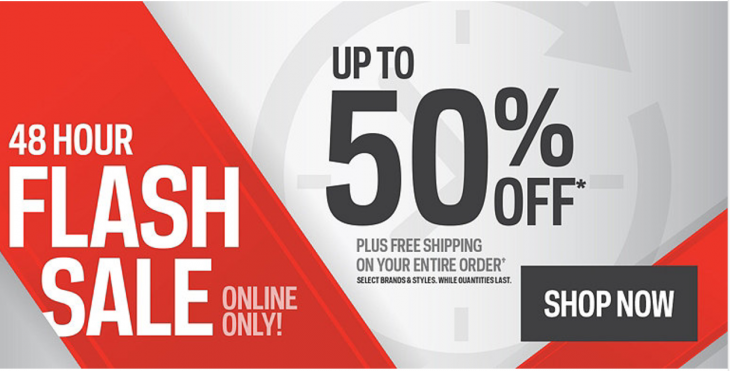 48 HOUR
FLASH
SALE
ONLINE
ONLY!
UP TO
50%
OFF*
PLUS FREE SHIPPING
ON YOUR ENTIRE ORDER†
SELECT BRANDS & STYLES. WHILE QUANTITIES LAST.
SHOP NOW